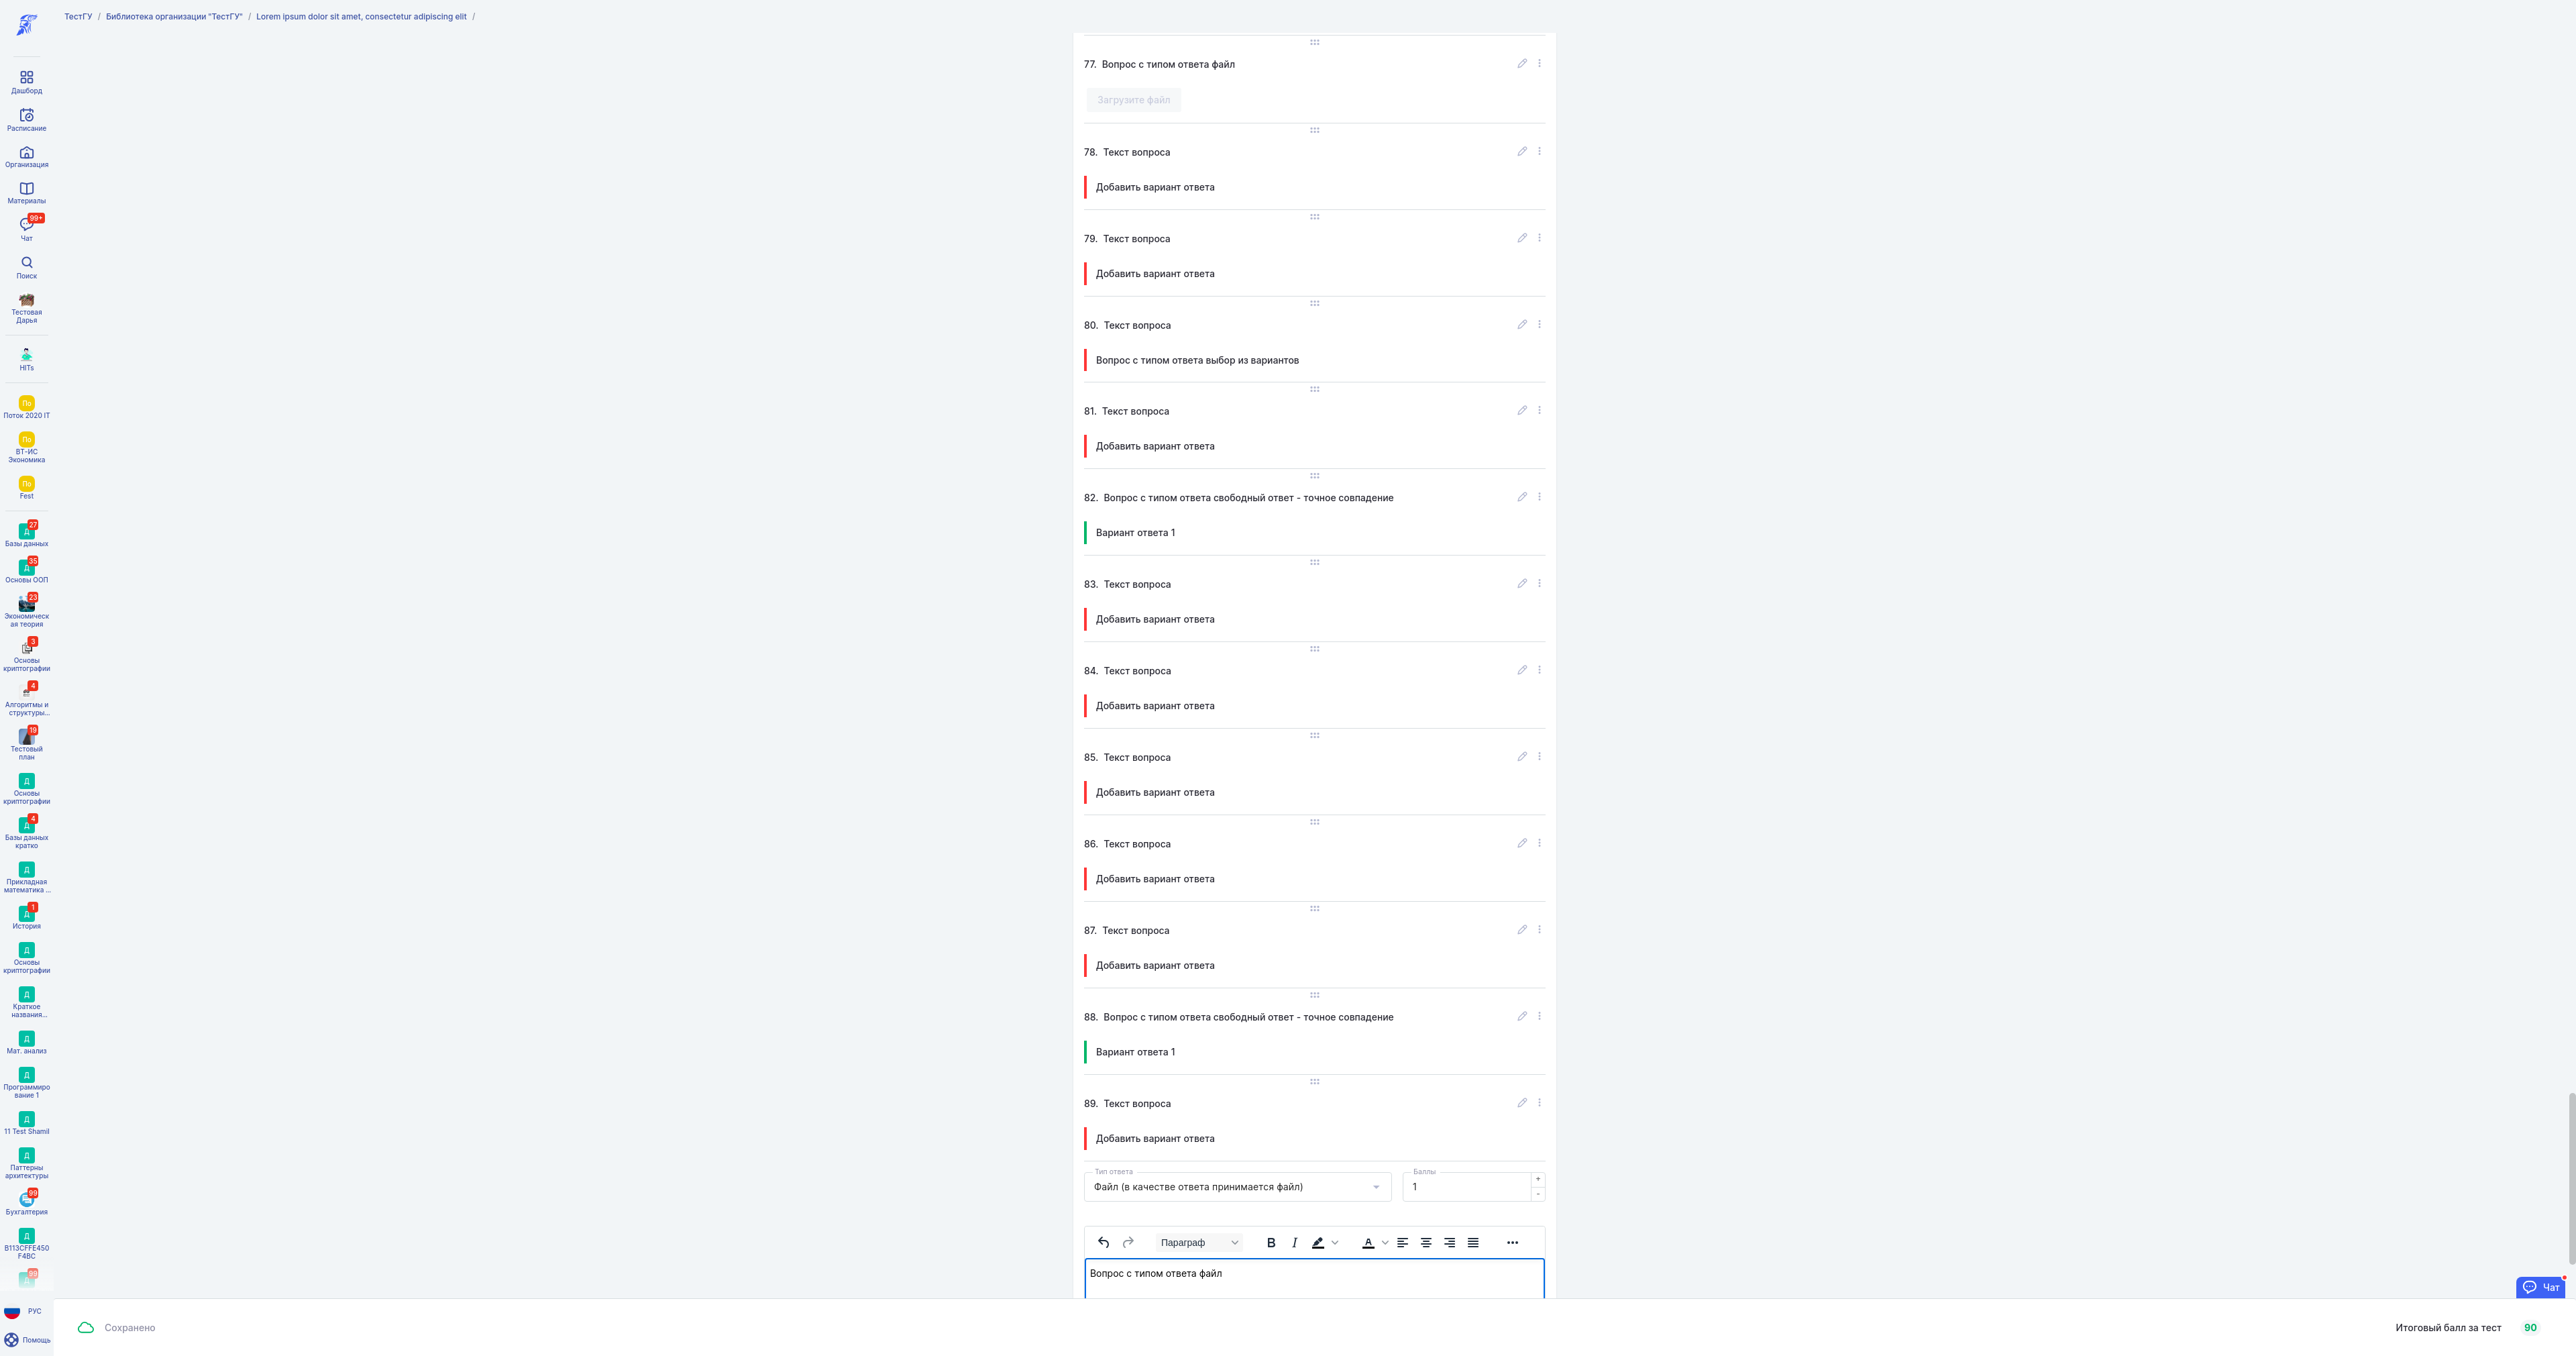 ТестГУ / Библиотека организации "ТестГУ" / Lorem ipsum dolor sit amet, consectetur adipiscing elit /
Дашборд
Расписание
Организация
Материалы
99+
Чат
Поиск
Тестовая
Дарья
HITs
По
Поток 2020 IT
По
ВТ-ИС
Экономика
По
Fest
27
Д
Базы данных
35
Д
Основы ООП
23
Экономическ
ая теория
3
Основы
криптографии
4
Алгоритмы и
структуры...
19
Тестовый
план
Д
Основы
криптографии
4
Д
Базы данных
кратко
Д
Прикладная
математика ...
1
Д
История
Д
Основы
криптографии
Д
Краткое
названия...
Д
Мат. анализ
Д
Программиро
вание 1
Д
11 Test Shamil
Д
Паттерны
архитектуры
99
Бухгалтерия
Д
B113CFFE450
F4BC
99
Д
РУС
Помощь
77. Вопрос с типом ответа файл
Загрузите файл
78. Текст вопроса
Добавить вариант ответа
79. Текст вопроса
Добавить вариант ответа
80. Текст вопроса
Вопрос с типом ответа выбор из вариантов
81. Текст вопроса
Добавить вариант ответа
82. Вопрос с типом ответа свободный ответ - точное совпадение
Вариант ответа 1
83. Текст вопроса
Добавить вариант ответа
84. Текст вопроса
Добавить вариант ответа
85. Текст вопроса
Добавить вариант ответа
86. Текст вопроса
Добавить вариант ответа
87. Текст вопроса
Добавить вариант ответа
88. Вопрос с типом ответа свободный ответ - точное совпадение
Вариант ответа 1
89. Текст вопроса
Добавить вариант ответа
Тип ответа
Файл (в качестве ответа принимается файл)
Баллы
1
+
-
Параграф
B I A
Вопрос с типом ответа файл
Чат
Сохранено
Итоговый балл за тест 90